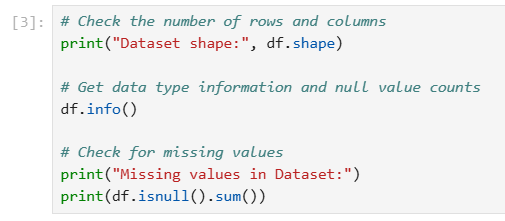 [3]: # Check the number of rows and columns
print("Dataset shape:", df.shape)
# Get data type information and null value counts
df.info()
# Check for missing values
print("Missing values in Dataset:")
print(df.isnull().sum())